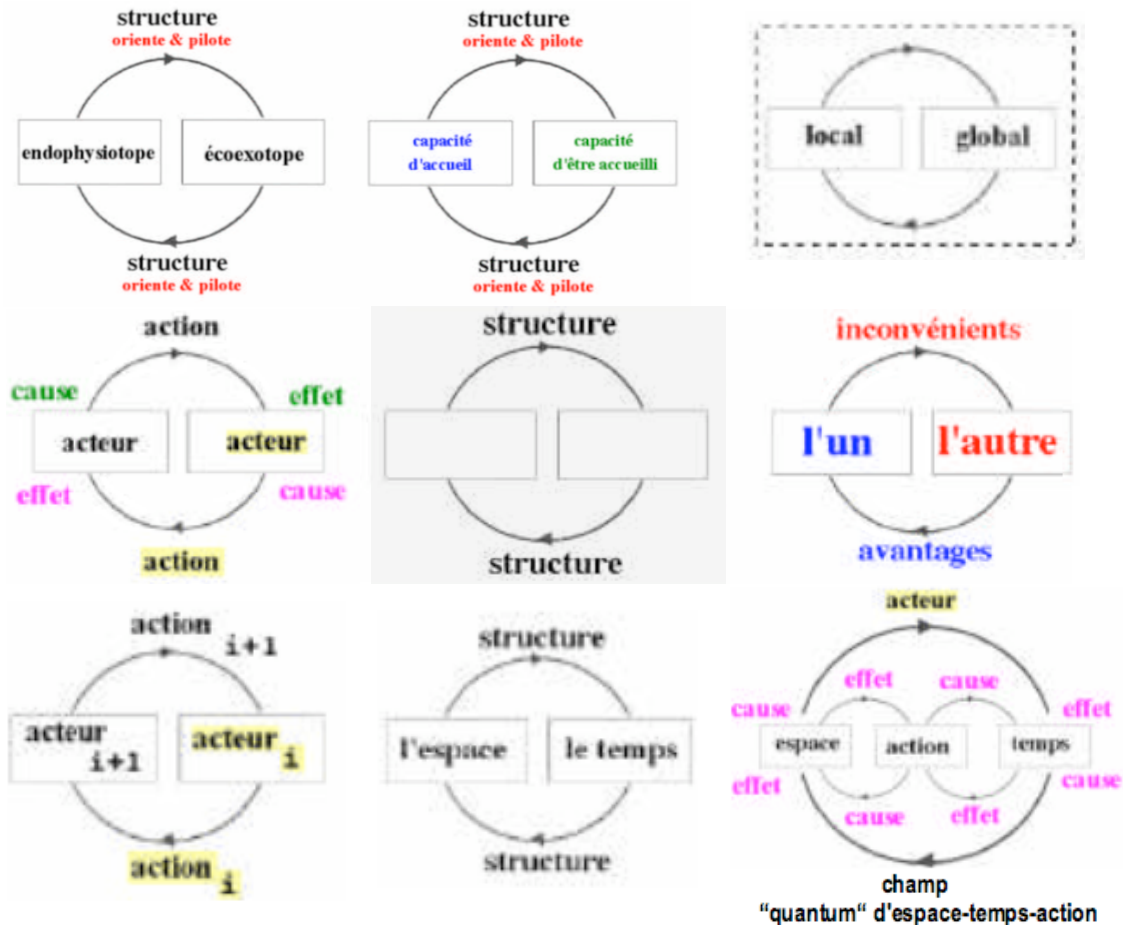 structure
oriente & pilote
endophysiotope
écoexotope
structure
oriente & pilote
structure
oriente & pilote
capacité
d'accueil
capacité
d'être accueilli
structure
oriente & pilote
local
global
action
cause
effet
acteur
acteur
effet
cause
action
structure
structure
inconvénients
l'un
l'autre
avantages
action i+1
acteur i+1
acteur i
action i
structure
l'espace
le temps
structure
acteur
effet
cause
cause
effet
espace
action
temps
effet
cause
cause
effet
champ
“quantum“ d'espace-temps-action